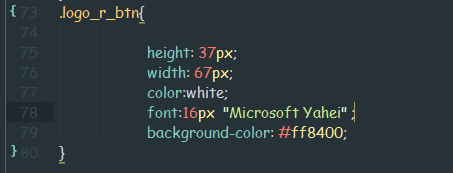 73 .logo_r_btn{
74
75 height: 37px;
76 width: 67px;
77 color:white;
78 font:16px "Microsoft Yahei" ;
79 background-color: #ff8400;
80 }